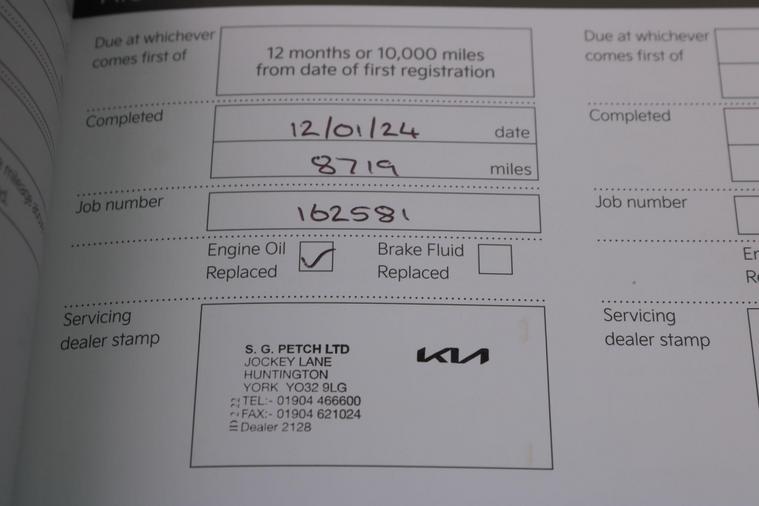 Due at whichever
comes first of
12 months or 10,000 miles
from date of first registration
Completed
12/01/24 date
8719 miles
Job number
162581
Engine Oil
Replaced
Brake Fluid
Replaced
Servicing
dealer stamp
S. G. PETCH LTD
JOCKEY LANE
HUNTINGTON
YORK YO32 9LG
TEL:- 01904 466600
FAX:- 01904 621024
Dealer 2128
KIA
Due at whichever
comes first of
Completed
Job number
Servicing
dealer stamp